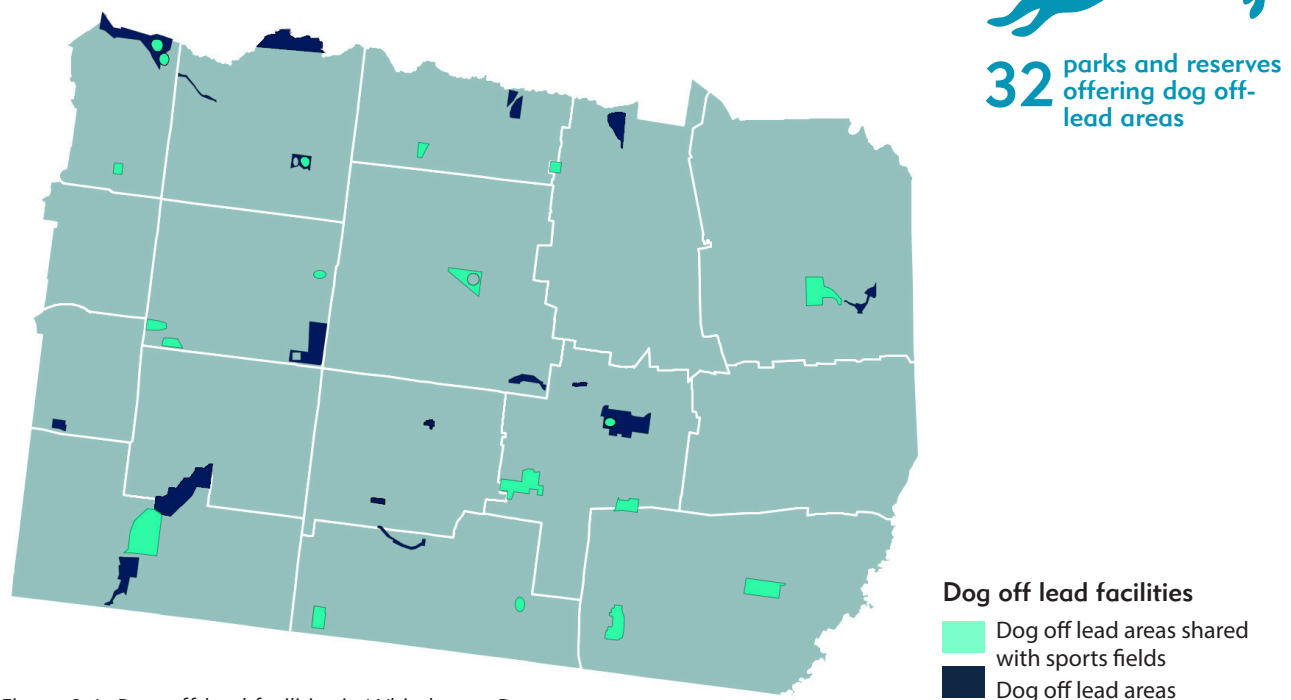 32 parks and reserves
offering dog off-
lead areas
Dog off lead facilities
Dog off lead areas shared
with sports fields
Dog off lead areas